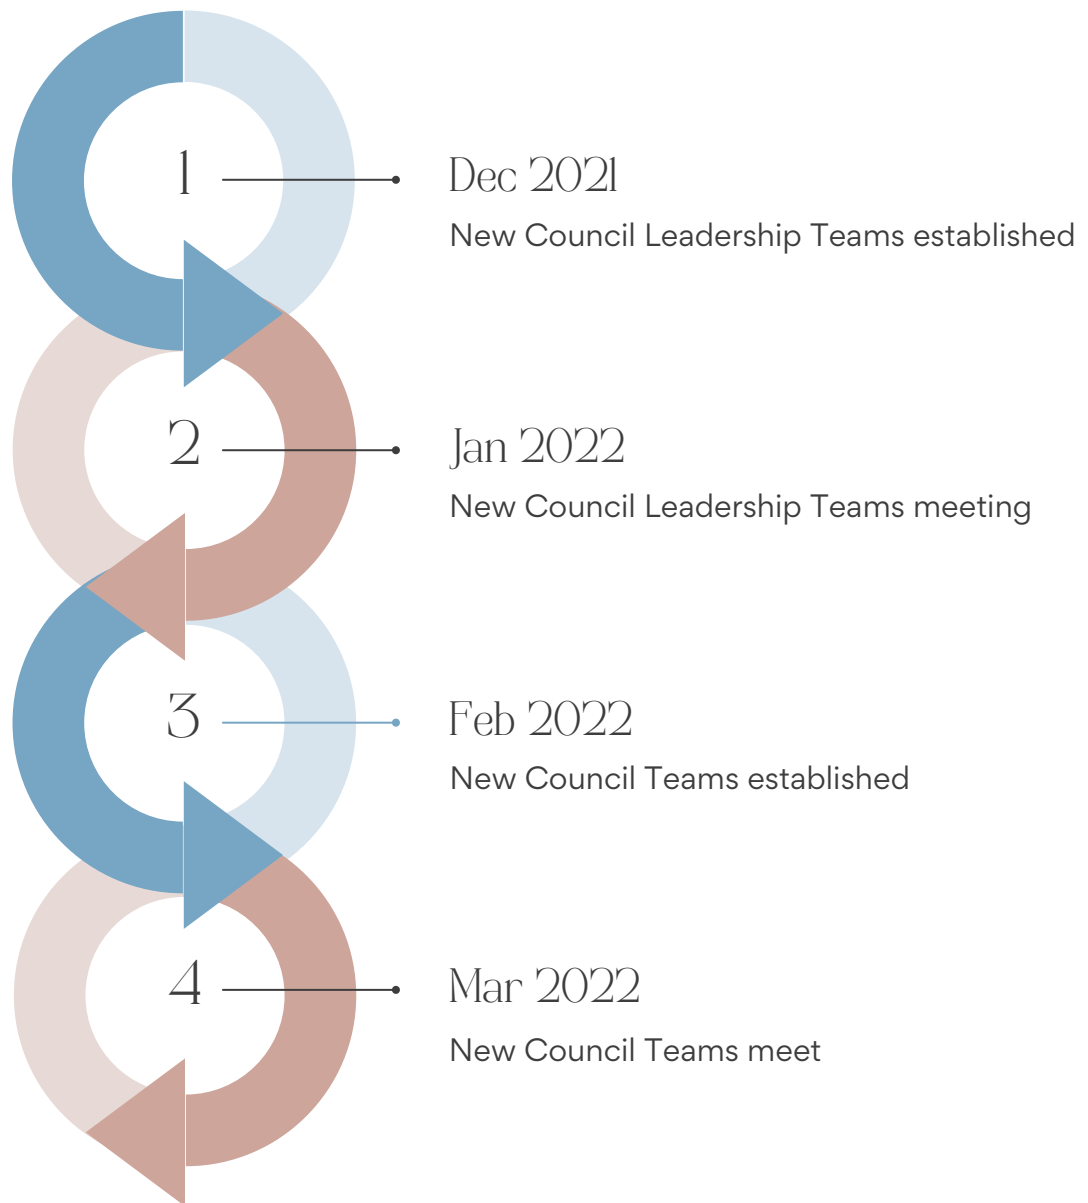 1
Dec 2021
New Council Leadership Teams established
2
Jan 2022
New Council Leadership Teams meeting
3
Feb 2022
New Council Teams established
4
Mar 2022
New Council Teams meet